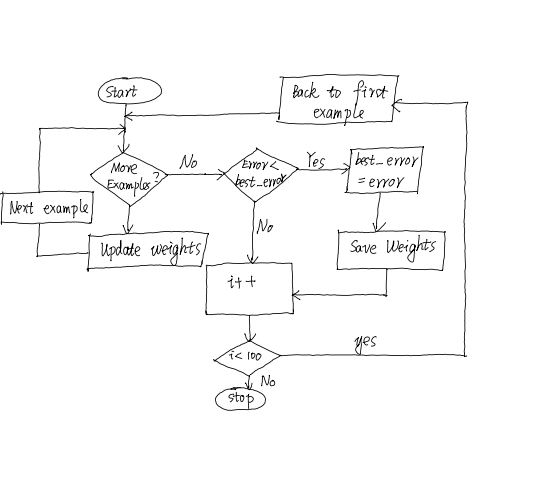 Start
Back to first
example
More
Examples?
No
Error<
best_error
Yes
best_error
= error
Next example
Update weights
No
Save Weights
i++
i<100
yes
No
stop